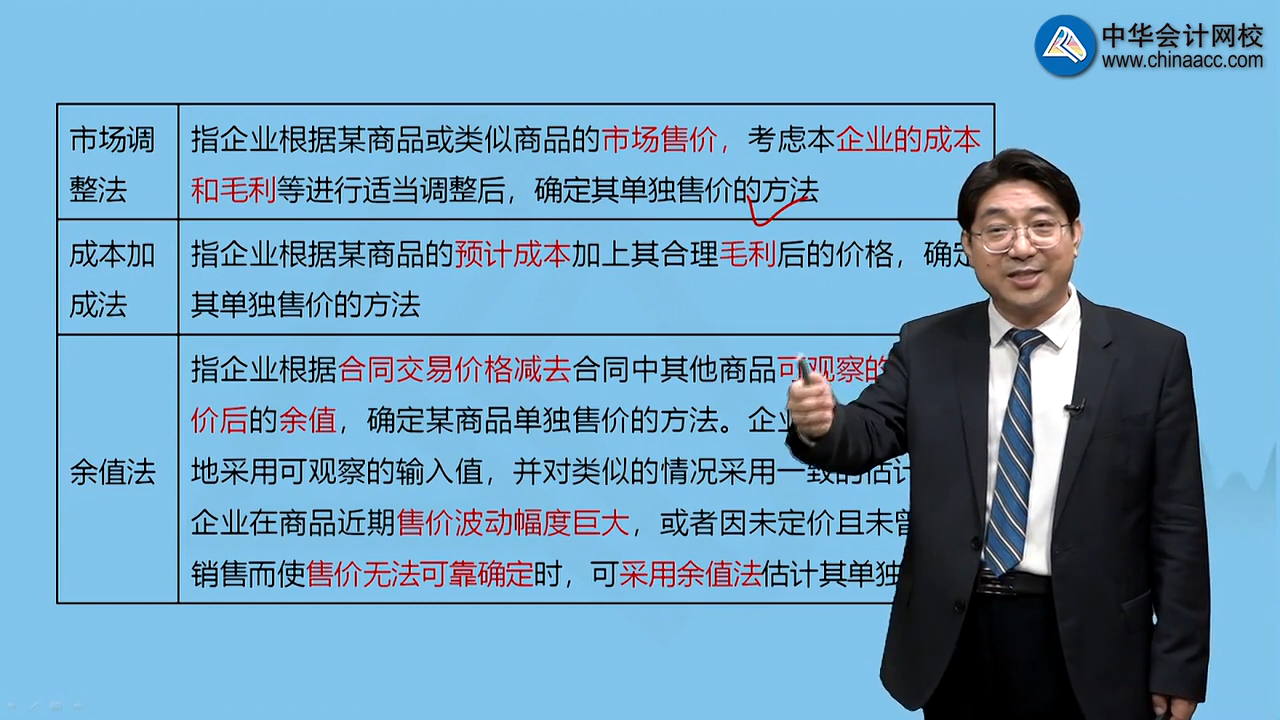 中华会计网校
www.chinaacc.com
市场调
整法
指企业根据某商品或类似商品的市场售价，考虑本企业的成本
和毛利等进行适当调整后，确定其单独售价的方法
成本加
成法
指企业根据某商品的预计成本加上其合理毛利后的价格，确定
其单独售价的方法
余值法
指企业根据合同交易价格减去合同中其他商品可观察的
价后的余值，确定某商品单独售价的方法。企
地采用可观察的输入值，并对类似的情况采用一致的估计
企业在商品近期售价波动幅度巨大，或者因未定价且未曾
销售而使售价无法可靠确定时，可采用余值法估计其单独